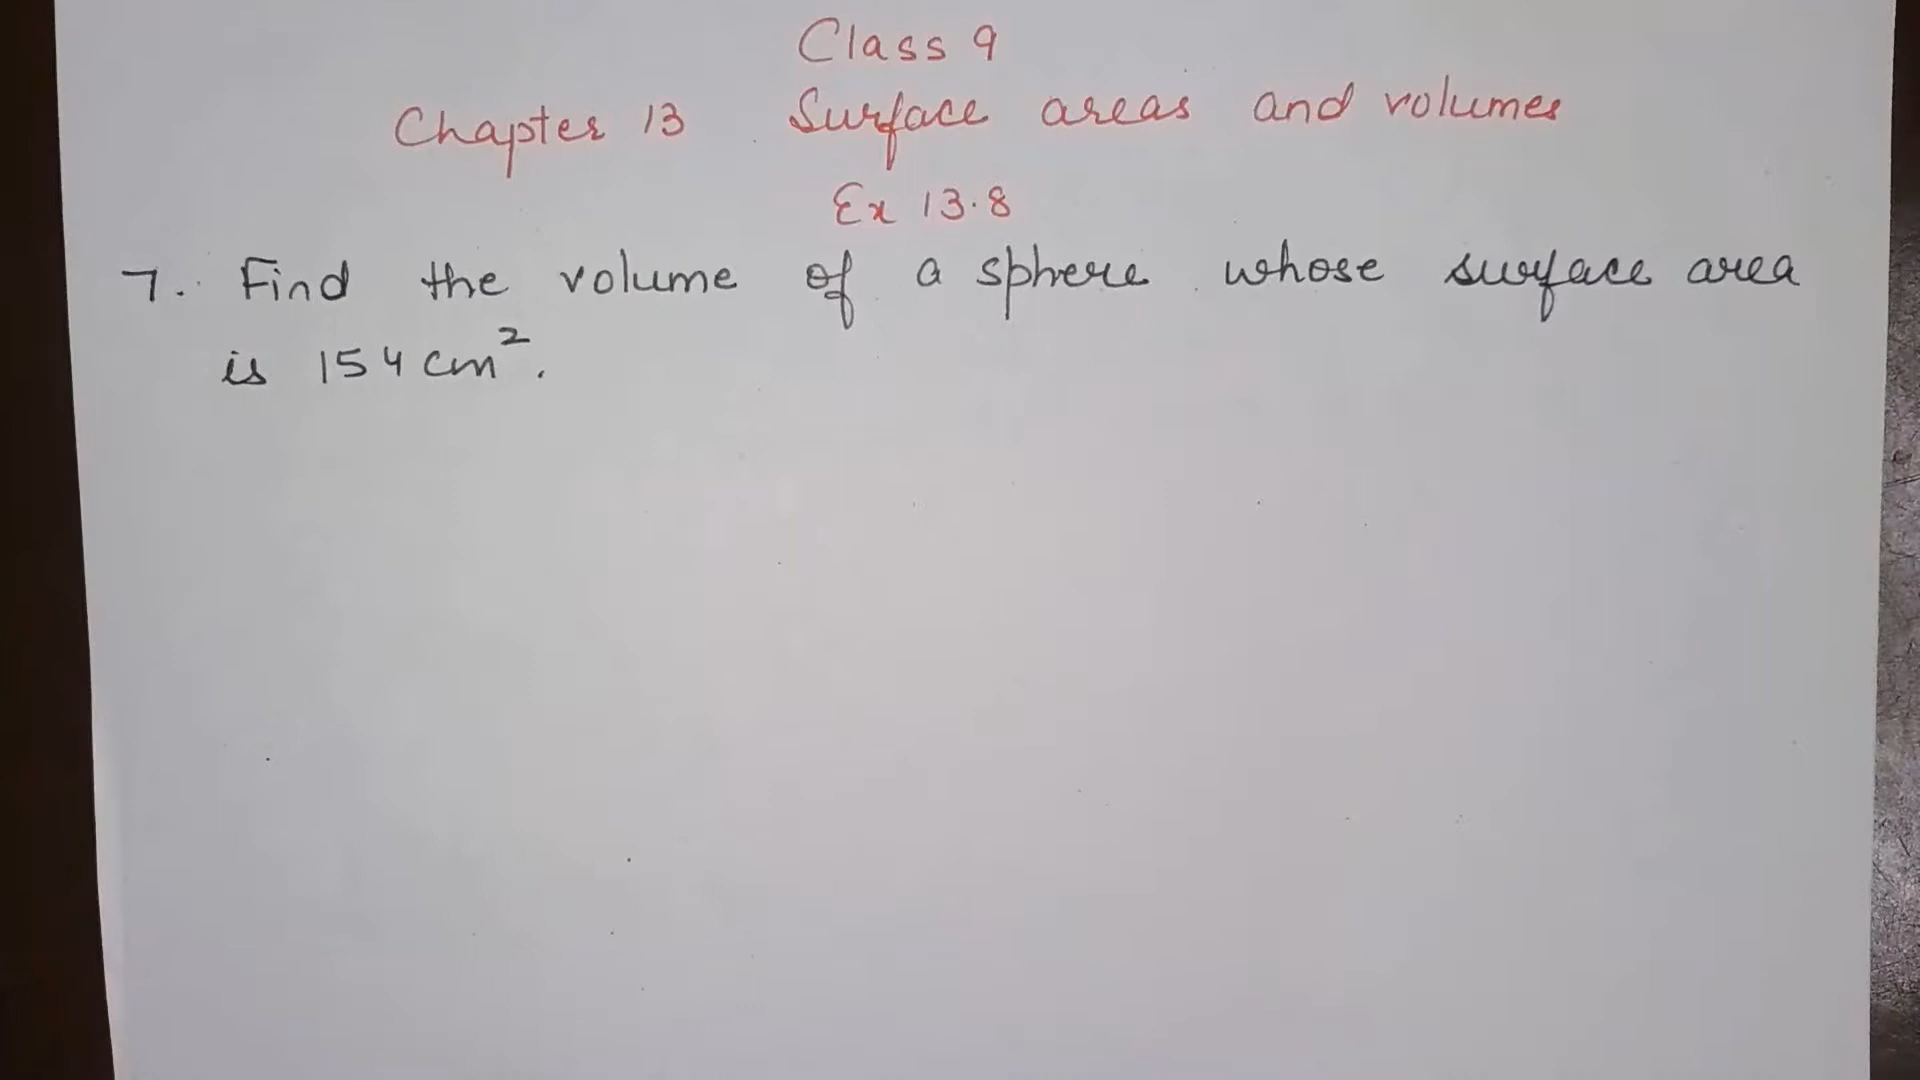 Class 9
Chapter 13 Surface areas and volumes
Ex 13.8
7. Find the volume of a sphere whose surface area
is 154 cm².